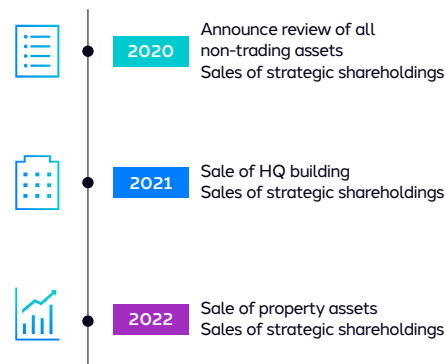 2020
Announce review of all
non-trading assets
Sales of strategic shareholdings
2021
Sale of HQ building
Sales of strategic shareholdings
2022
Sale of property assets
Sales of strategic shareholdings